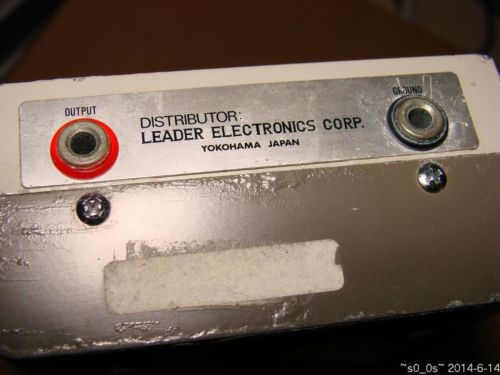 OUTPUT
GROUND
DISTRIBUTOR:
LEADER ELECTRONICS CORP.
YOKOHAMA JAPAN
~s0_0s~ 2014-6-14